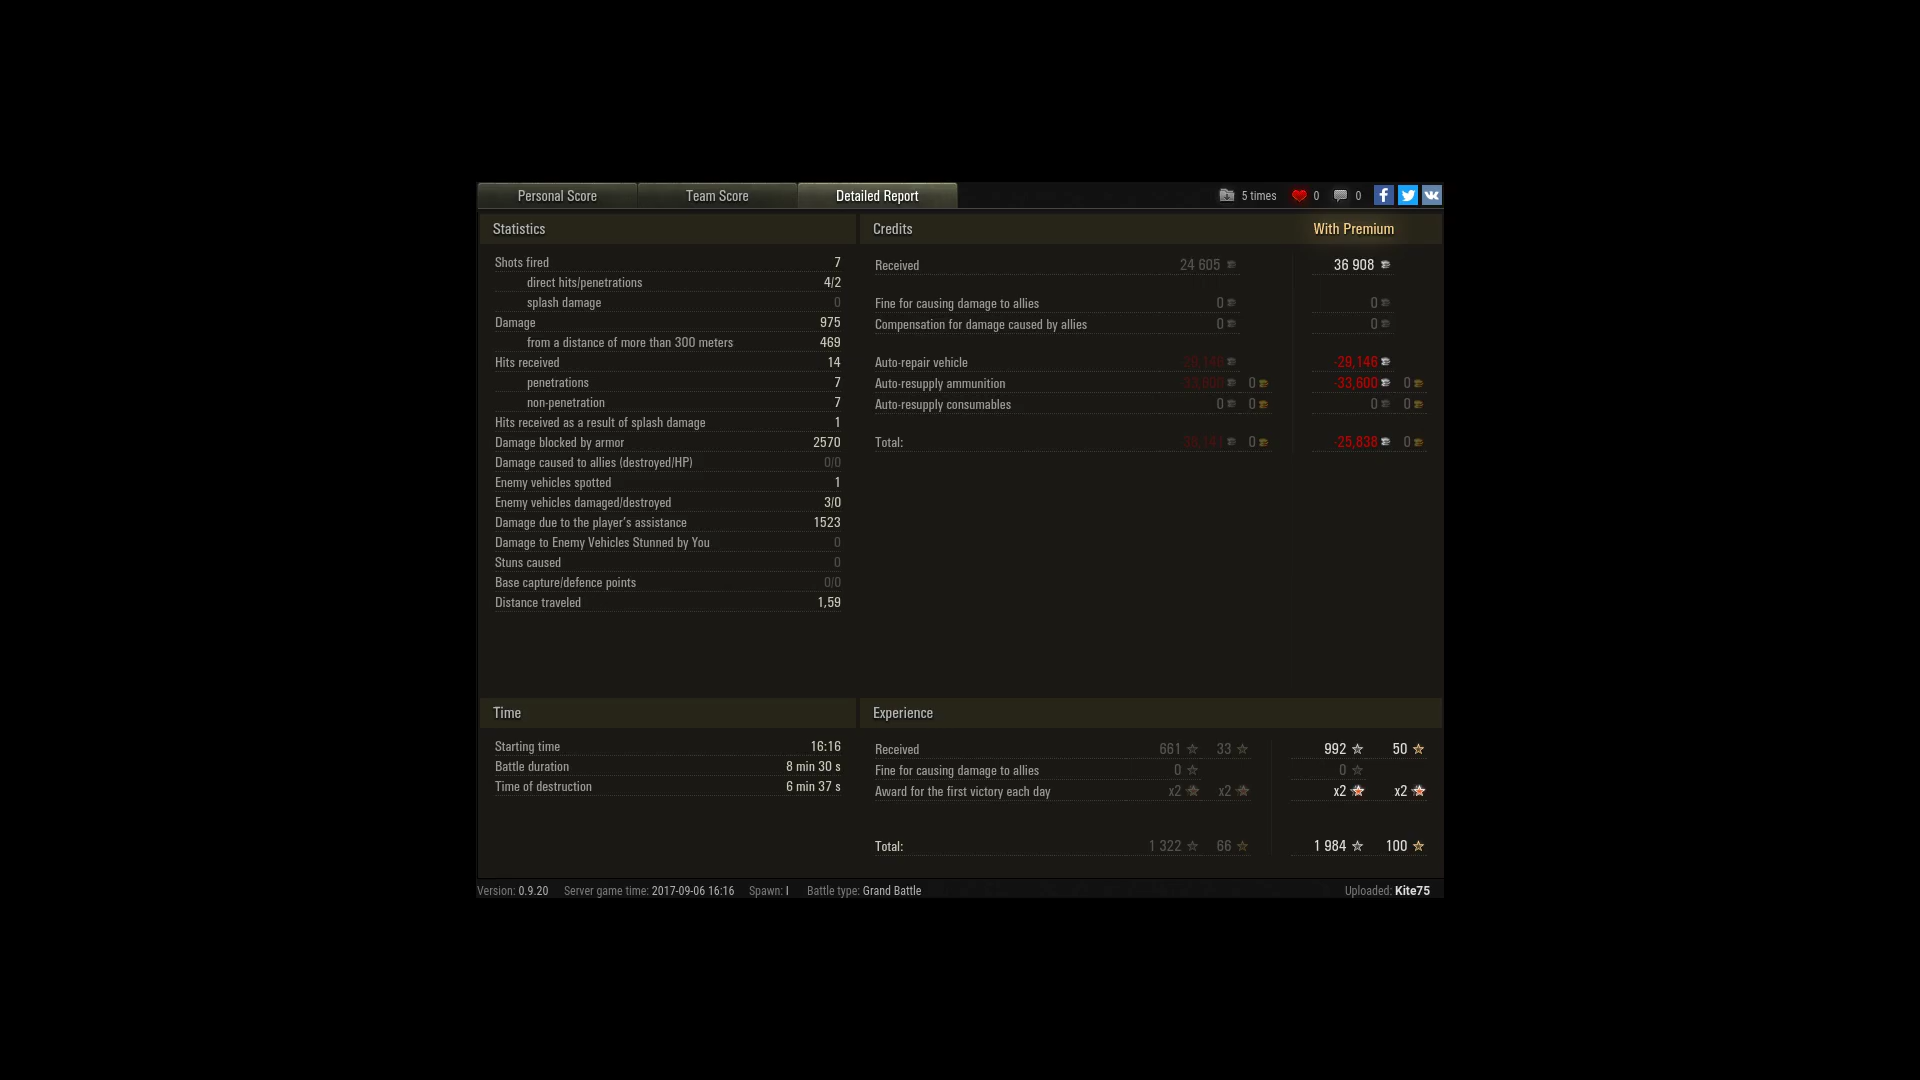 Personal Score Team Score Detailed Report 5 times 0 0
Statistics
Shots fired 7
direct hits/penetrations 4/2
splash damage 0
Damage 975
from a distance of more than 300 meters 469
Hits received 14
penetrations 7
non-penetration 7
Hits received as a result of splash damage 1
Damage blocked by armor 2570
Damage caused to allies (destroyed/HP) 0/0
Enemy vehicles spotted 1
Enemy vehicles damaged/destroyed 3/0
Damage due to the player's assistance 1523
Damage to Enemy Vehicles Stunned by You 0
Stuns caused 0
Base capture/defence points 0/0
Distance traveled 1,59
Credits With Premium
Received 24 605 36 908
Fine for causing damage to allies 0 0
Compensation for damage caused by allies 0 0
Auto-repair vehicle -29,146
Auto-resupply ammunition -33,600 0 -33,600 0
Auto-resupply consumables 0 0 0 0
Total: 0 -25,838 0
Time
Starting time 16:16
Battle duration 8 min 30 s
Time of destruction 6 min 37 s
Experience
Received 661 33 992 50
Fine for causing damage to allies 0 0
Award for the first victory each day x2 x2 x2 x2
Total: 1 322 66 1 984 100
Version: 0.9.20 Server game time: 2017-09-06 16:16 Spawn: I Battle type: Grand Battle Uploaded: Kite75